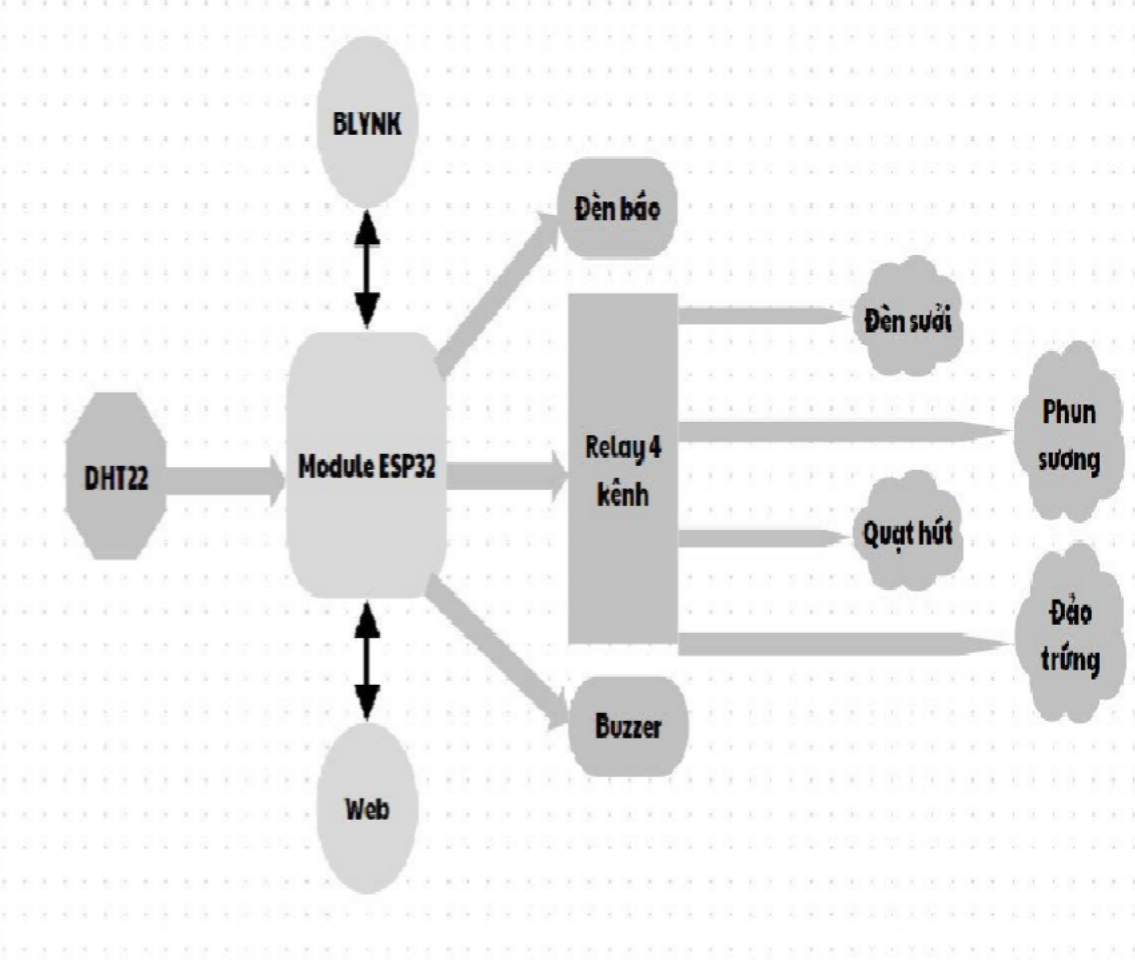 BLYNK
Đèn báo
Đèn sưởi
Phun
sương
DHT22
Module ESP32
Relay 4
kênh
Quạt hút
Đảo
trứng
Buzzer
Web